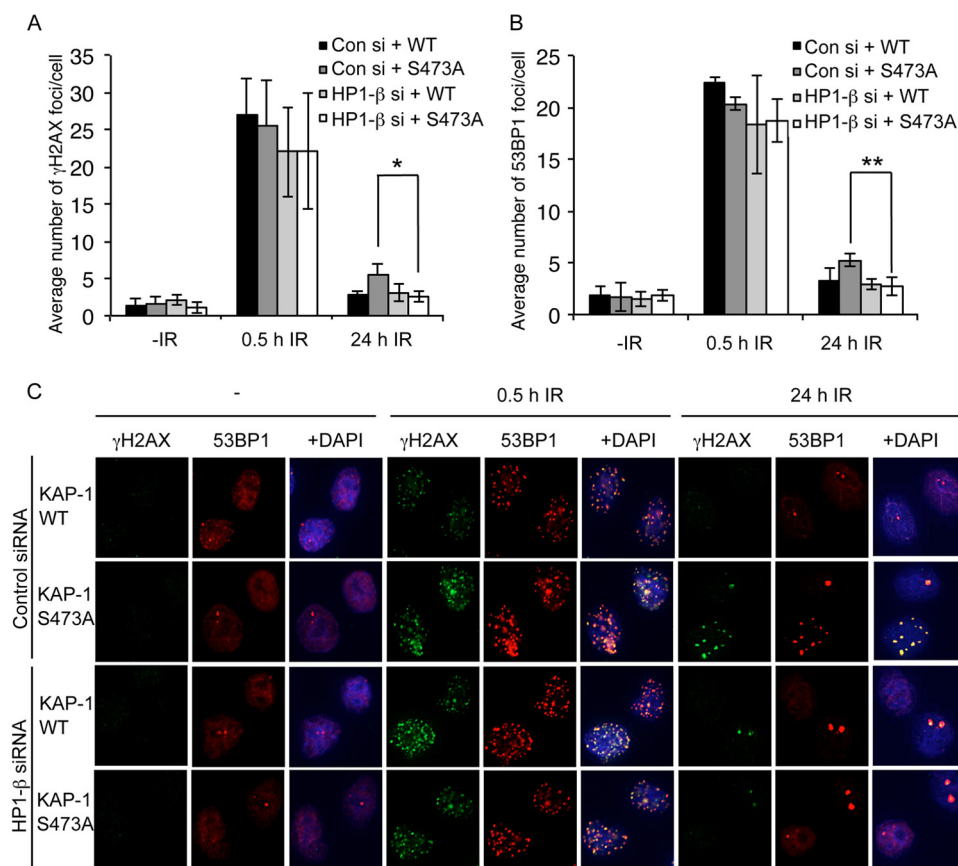 A
Average number of γH2AX foci/cell
35
30
25
20
15
10
5
0
Con si + WT
Con si + S473A
HP1-β si + WT
HP1-β si + S473A
*
-IR
0.5 h IR
24 h IR
B
Average number of 53BP1 foci/cell
25
20
15
10
5
0
Con si + WT
Con si + S473A
HP1-β si + WT
HP1-β si + S473A
**
-IR
0.5 h IR
24 h IR
C
-
0.5 h IR
24 h IR
γH2AX 53BP1 +DAPI γH2AX 53BP1 +DAPI γH2AX 53BP1 +DAPI
Control siRNA
KAP-1
WT
KAP-1
S473A
HP1-β siRNA
KAP-1
WT
KAP-1
S473A